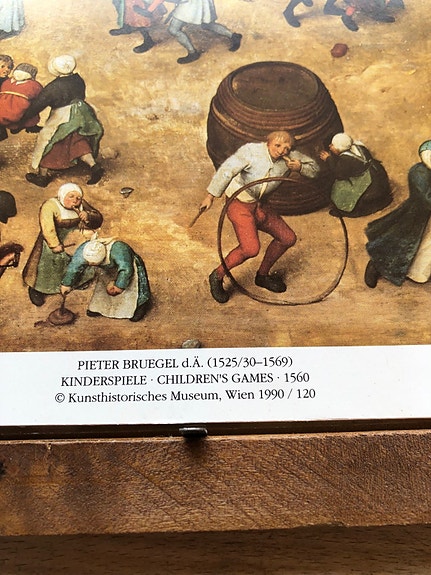 PIETER BRUEGEL d.Ä. (1525/30–1569)
KINDERSPIELE · CHILDREN'S GAMES · 1560
© Kunsthistorisches Museum, Wien 1990 / 120